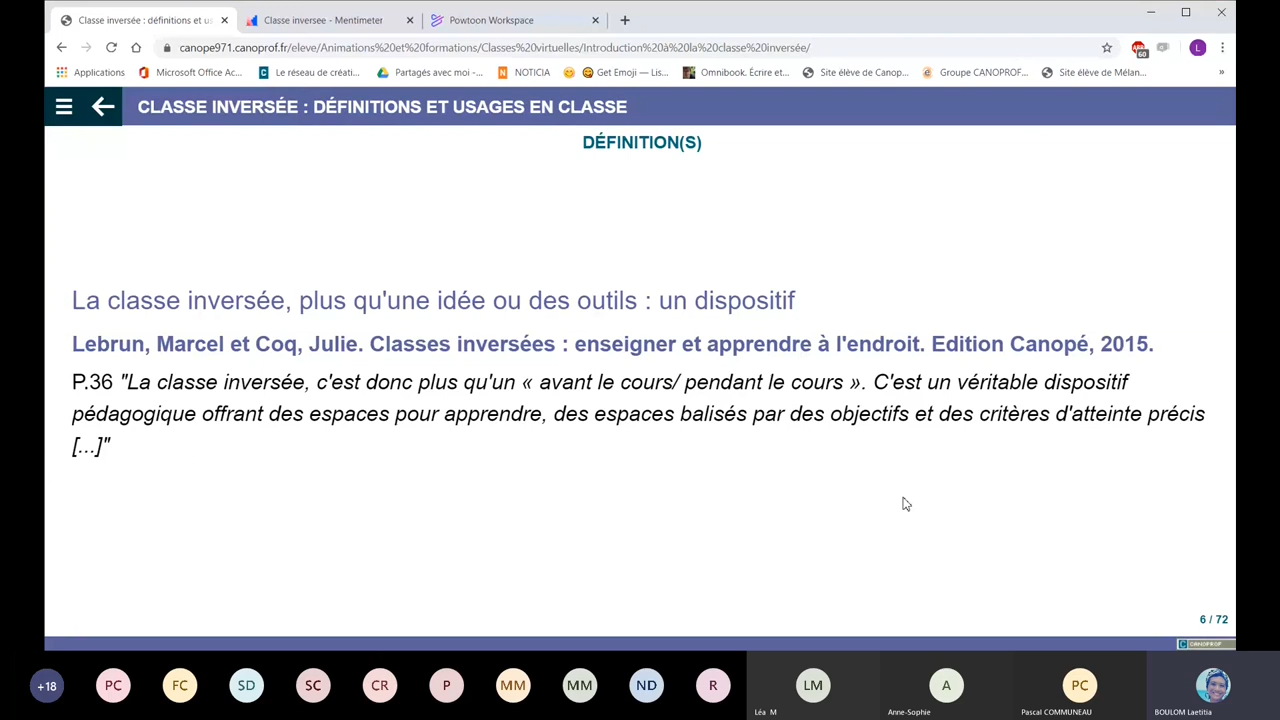 Classe inversée : définitions et us
Classe inversee - Mentimeter
Powtoon Workspace
canope971.canoprof.fr/eleve/Animations%20et%20formations/Classes%20virtuelles/Introduction%20à%20la%20classe%20inversée/
60
L
Applications
Microsoft Office Ac...
Le réseau de créati...
Partagés avec moi -...
NOTICIA
Get Emoji — Lis...
Omnibook. Écrire et...
Site élève de Canop...
Groupe CANOPROF...
Site élève de Mélan...
»
CLASSE INVERSÉE : DÉFINITIONS ET USAGES EN CLASSE
DÉFINITION(S)
La classe inversée, plus qu'une idée ou des outils : un dispositif
Lebrun, Marcel et Coq, Julie. Classes inversées : enseigner et apprendre à l'endroit. Edition Canopé, 2015.
P.36 "La classe inversée, c'est donc plus qu'un « avant le cours/ pendant le cours ». C'est un véritable dispositif
pédagogique offrant des espaces pour apprendre, des espaces balisés par des objectifs et des critères d'atteinte précis
[...]"
6 / 72
CANOPROF
+18
PC
FC
SD
SC
CR
P
MM
MM
ND
R
LM
A
PC
Léa M
Anne-Sophie
Pascal COMMUNEAU
BOULOM Laetitia